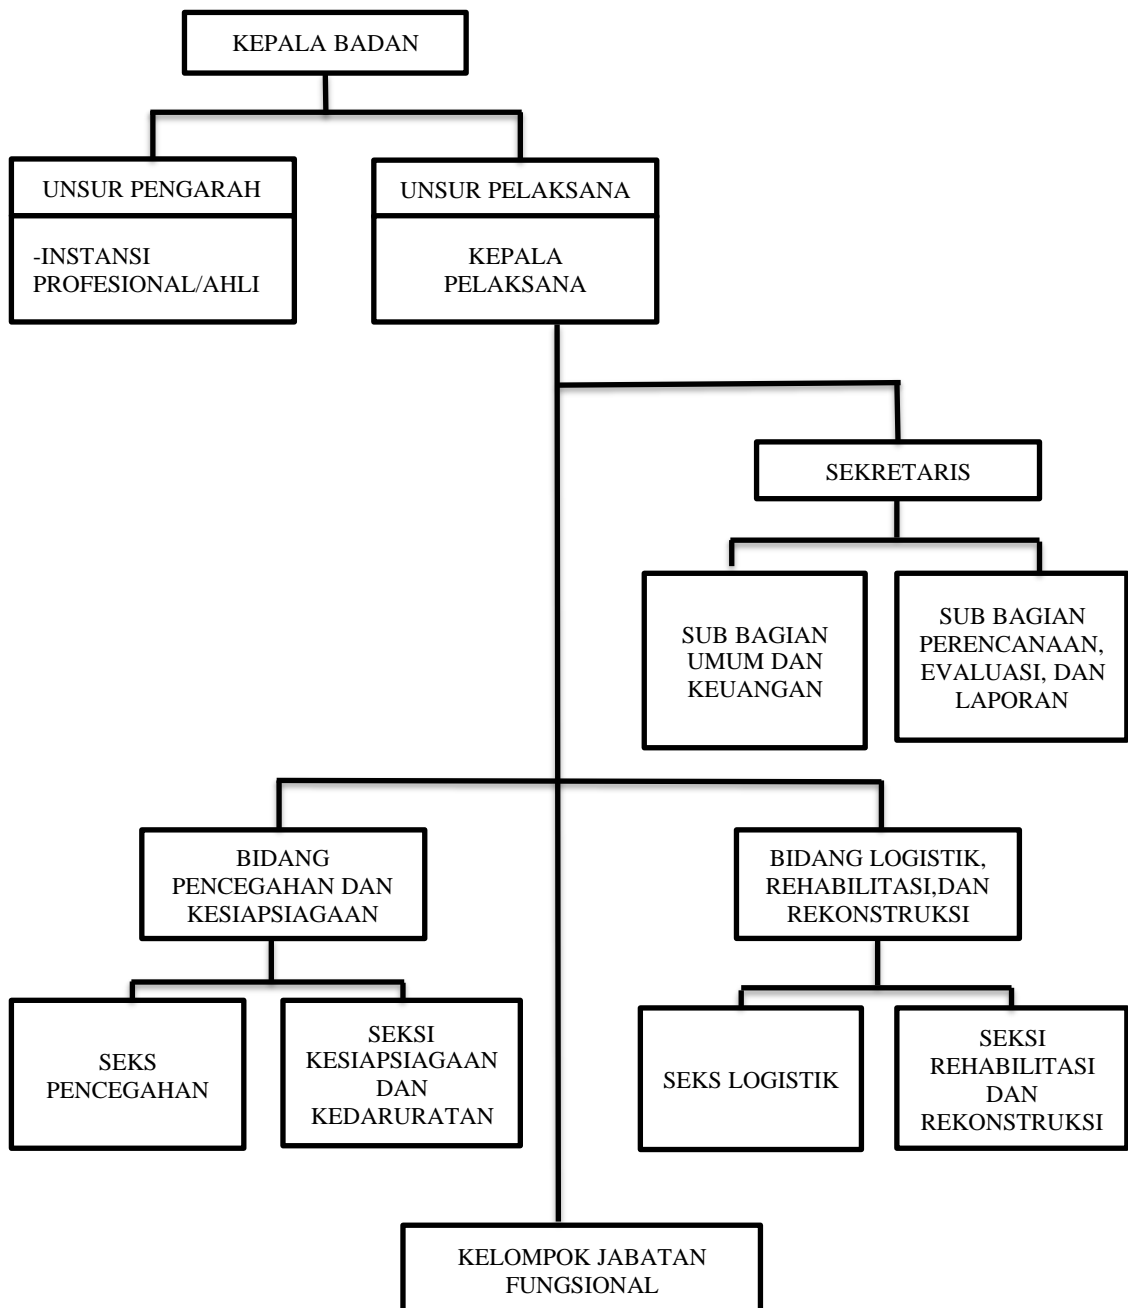 KEPALA BADAN
UNSUR PENGARAH
-INSTANSI
PROFESIONAL/AHLI
UNSUR PELAKSANA
KEPALA
PELAKSANA
SEKRETARIS
SUB BAGIAN
UMUM DAN
KEUANGAN
SUB BAGIAN
PERENCANAAN,
EVALUASI, DAN
LAPORAN
BIDANG
PENCEGAHAN DAN
KESIAPSIAGAAN
BIDANG LOGISTIK,
REHABILITASI,DAN
REKONSTRUKSI
SEKS
PENCEGAHAN
SEKSI
KESIAPSIAGAAN
DAN
KEDARURATAN
SEKS LOGISTIK
SEKSI
REHABILITASI
DAN
REKONSTRUKSI
KELOMPOK JABATAN
FUNGSIONAL